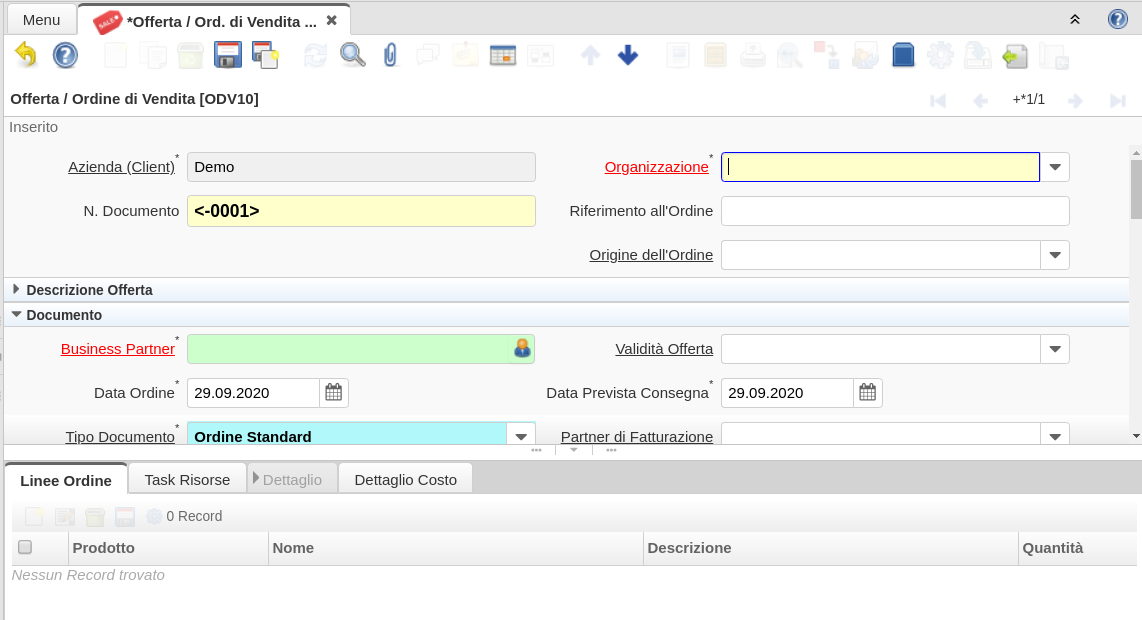 Menu
SALE
*Offerta / Ord. di Vendita ...
Offerta / Ordine di Vendita [ODV10]
+*1/1
Inserito
Azienda (Client)* Demo
Organizzazione*
N. Documento <-0001>
Riferimento all'Ordine
Origine dell'Ordine
Descrizione Offerta
Documento
Business Partner*
Validità Offerta
Data Ordine* 29.09.2020
Data Prevista Consegna* 29.09.2020
Tipo Documento* Ordine Standard
Partner di Fatturazione
Linee Ordine Task Risorse Dettaglio Dettaglio Costo
0 Record
Prodotto Nome Descrizione Quantità
Nessun Record trovato